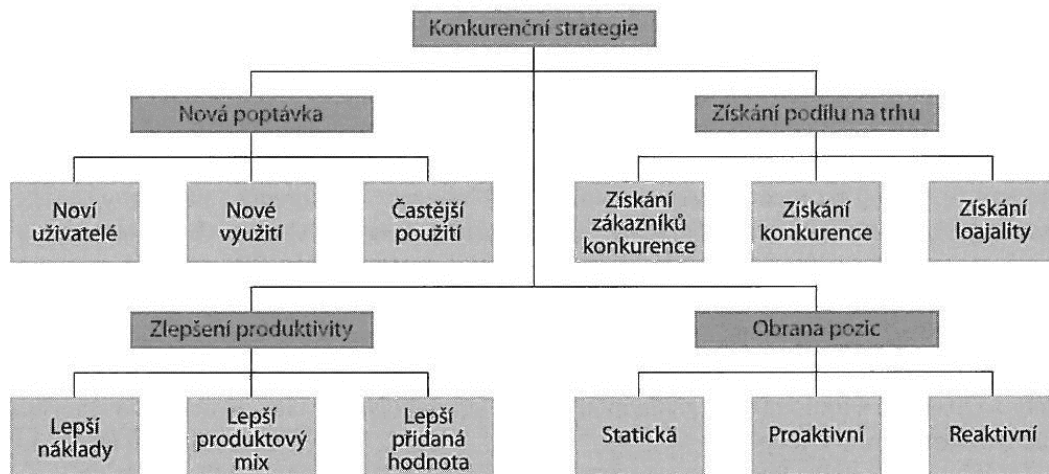 Konkurenční strategie
Nová poptávka
Získání podílu na trhu
Noví
uživatelé
Nové
využití
Častější
použití
Získání
zákazníků
konkurence
Získání
konkurence
Získání
loajality
Zlepšení produktivity
Obrana pozic
Lepší
náklady
Lepší
produktový
mix
Lepší
přidaná
hodnota
Statická
Proaktivní
Reaktivní